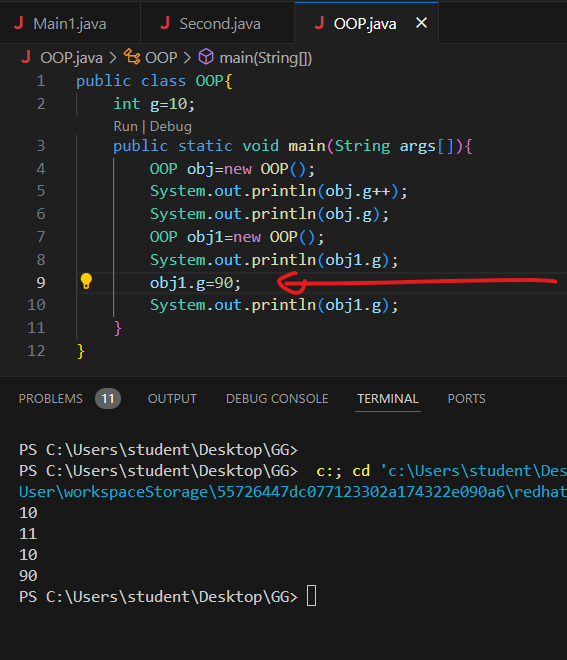 J Main1.java J Second.java J OOP.java ×
J OOP.java > OOP > main(String[])
1 public class OOP{
2 int g=10;
Run | Debug
3 public static void main(String args[]){
4 OOP obj=new OOP();
5 System.out.println(obj.g++);
6 System.out.println(obj.g);
7 OOP obj1=new OOP();
8 System.out.println(obj1.g);
9 obj1.g=90;
10 System.out.println(obj1.g);
11 }
12 }
PROBLEMS 11 OUTPUT DEBUG CONSOLE TERMINAL PORTS
PS C:\Users\student\Desktop\GG>
PS C:\Users\student\Desktop\GG> c:; cd 'c:\Users\student\Des
User\workspaceStorage\55726447dc077123302a174322e090a6\redhat
10
11
10
90
PS C:\Users\student\Desktop\GG>